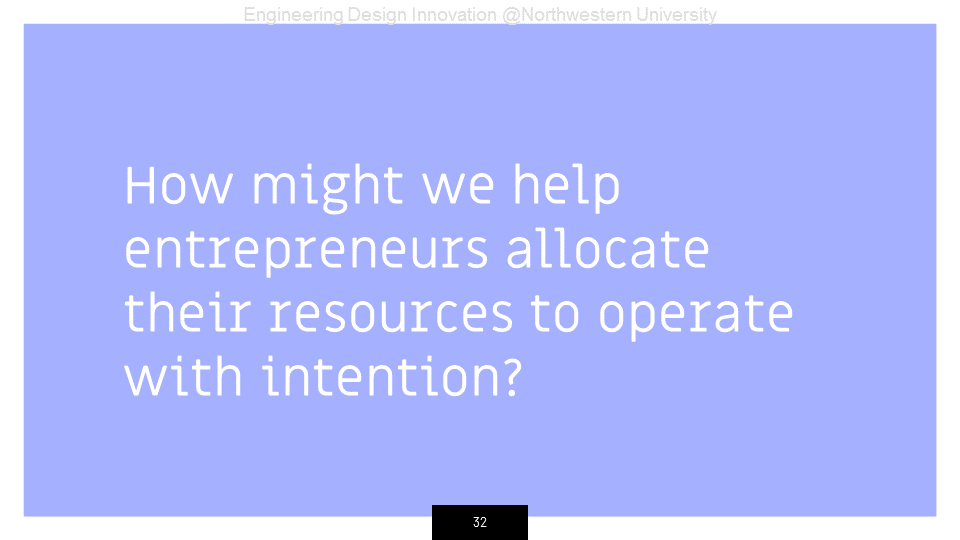 Engineering Design Innovation @Northwestern University
How might we help
entrepreneurs allocate
their resources to operate
with intention?
32